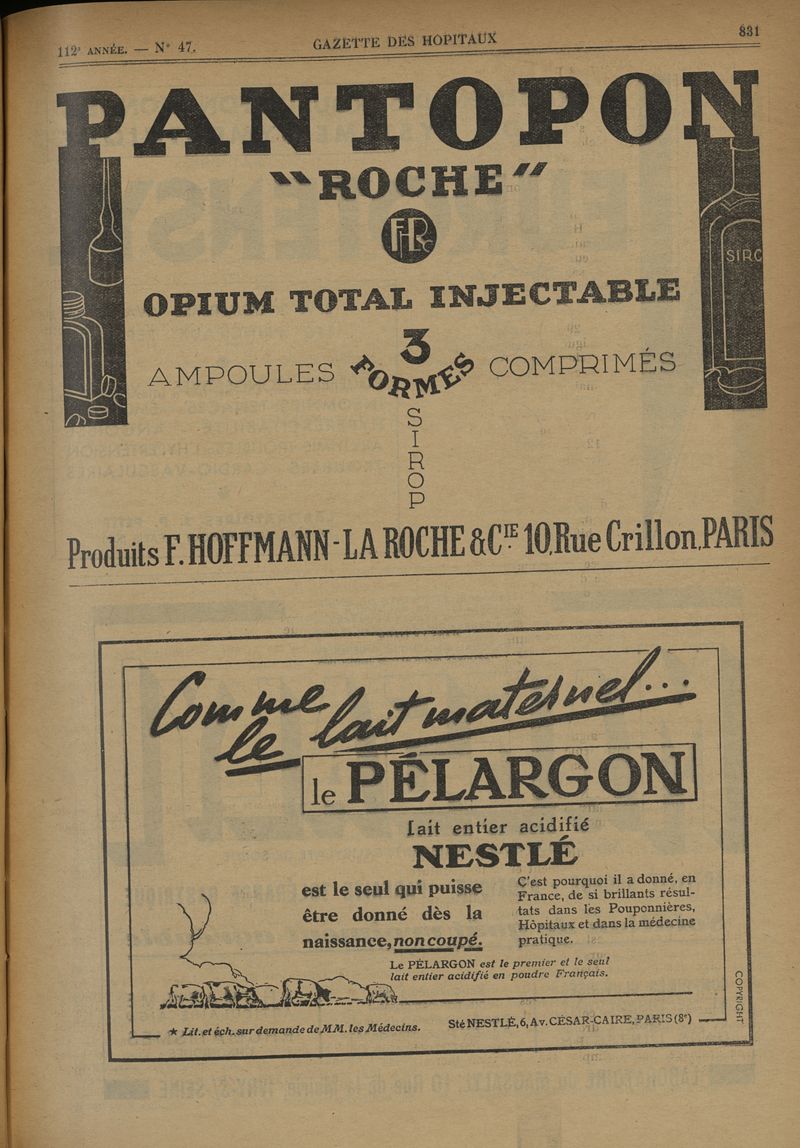 112e ANNÉE. — N° 47.
GAZETTE DES HOPITAUX
831
PANTOPON
"ROCHE"
SIRC
OPIUM TOTAL INJECTABLE
3
FORMES
AMPOULES
COMPRIMÉS
SIROP
Produits F. HOFFMANN-LA ROCHE & CIE 10, Rue Crillon, PARIS
Comme
le lait maternel...
le PÉLARGON
lait entier acidifié
NESTLÉ
est le seul qui puisse
être donné dès la
naissance, non coupé.
C'est pourquoi il a donné, en
France, de si brillants résul-
tats dans les Pouponnières,
Hôpitaux et dans la médecine
pratique.
Le PÉLARGON est le premier et le seul
lait entier acidifié en poudre Français.
★ Lit. et éch. sur demande de MM. les Médecins.
Sté NESTLÉ, 6, Av. CÉSAR-CAIRE, PARIS (8e)
COPYRIGHT